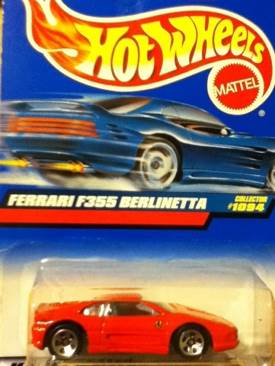 Hot Wheels
MATTEL
FERRARI F355 BERLINETTA
COLLECTOR
#1094